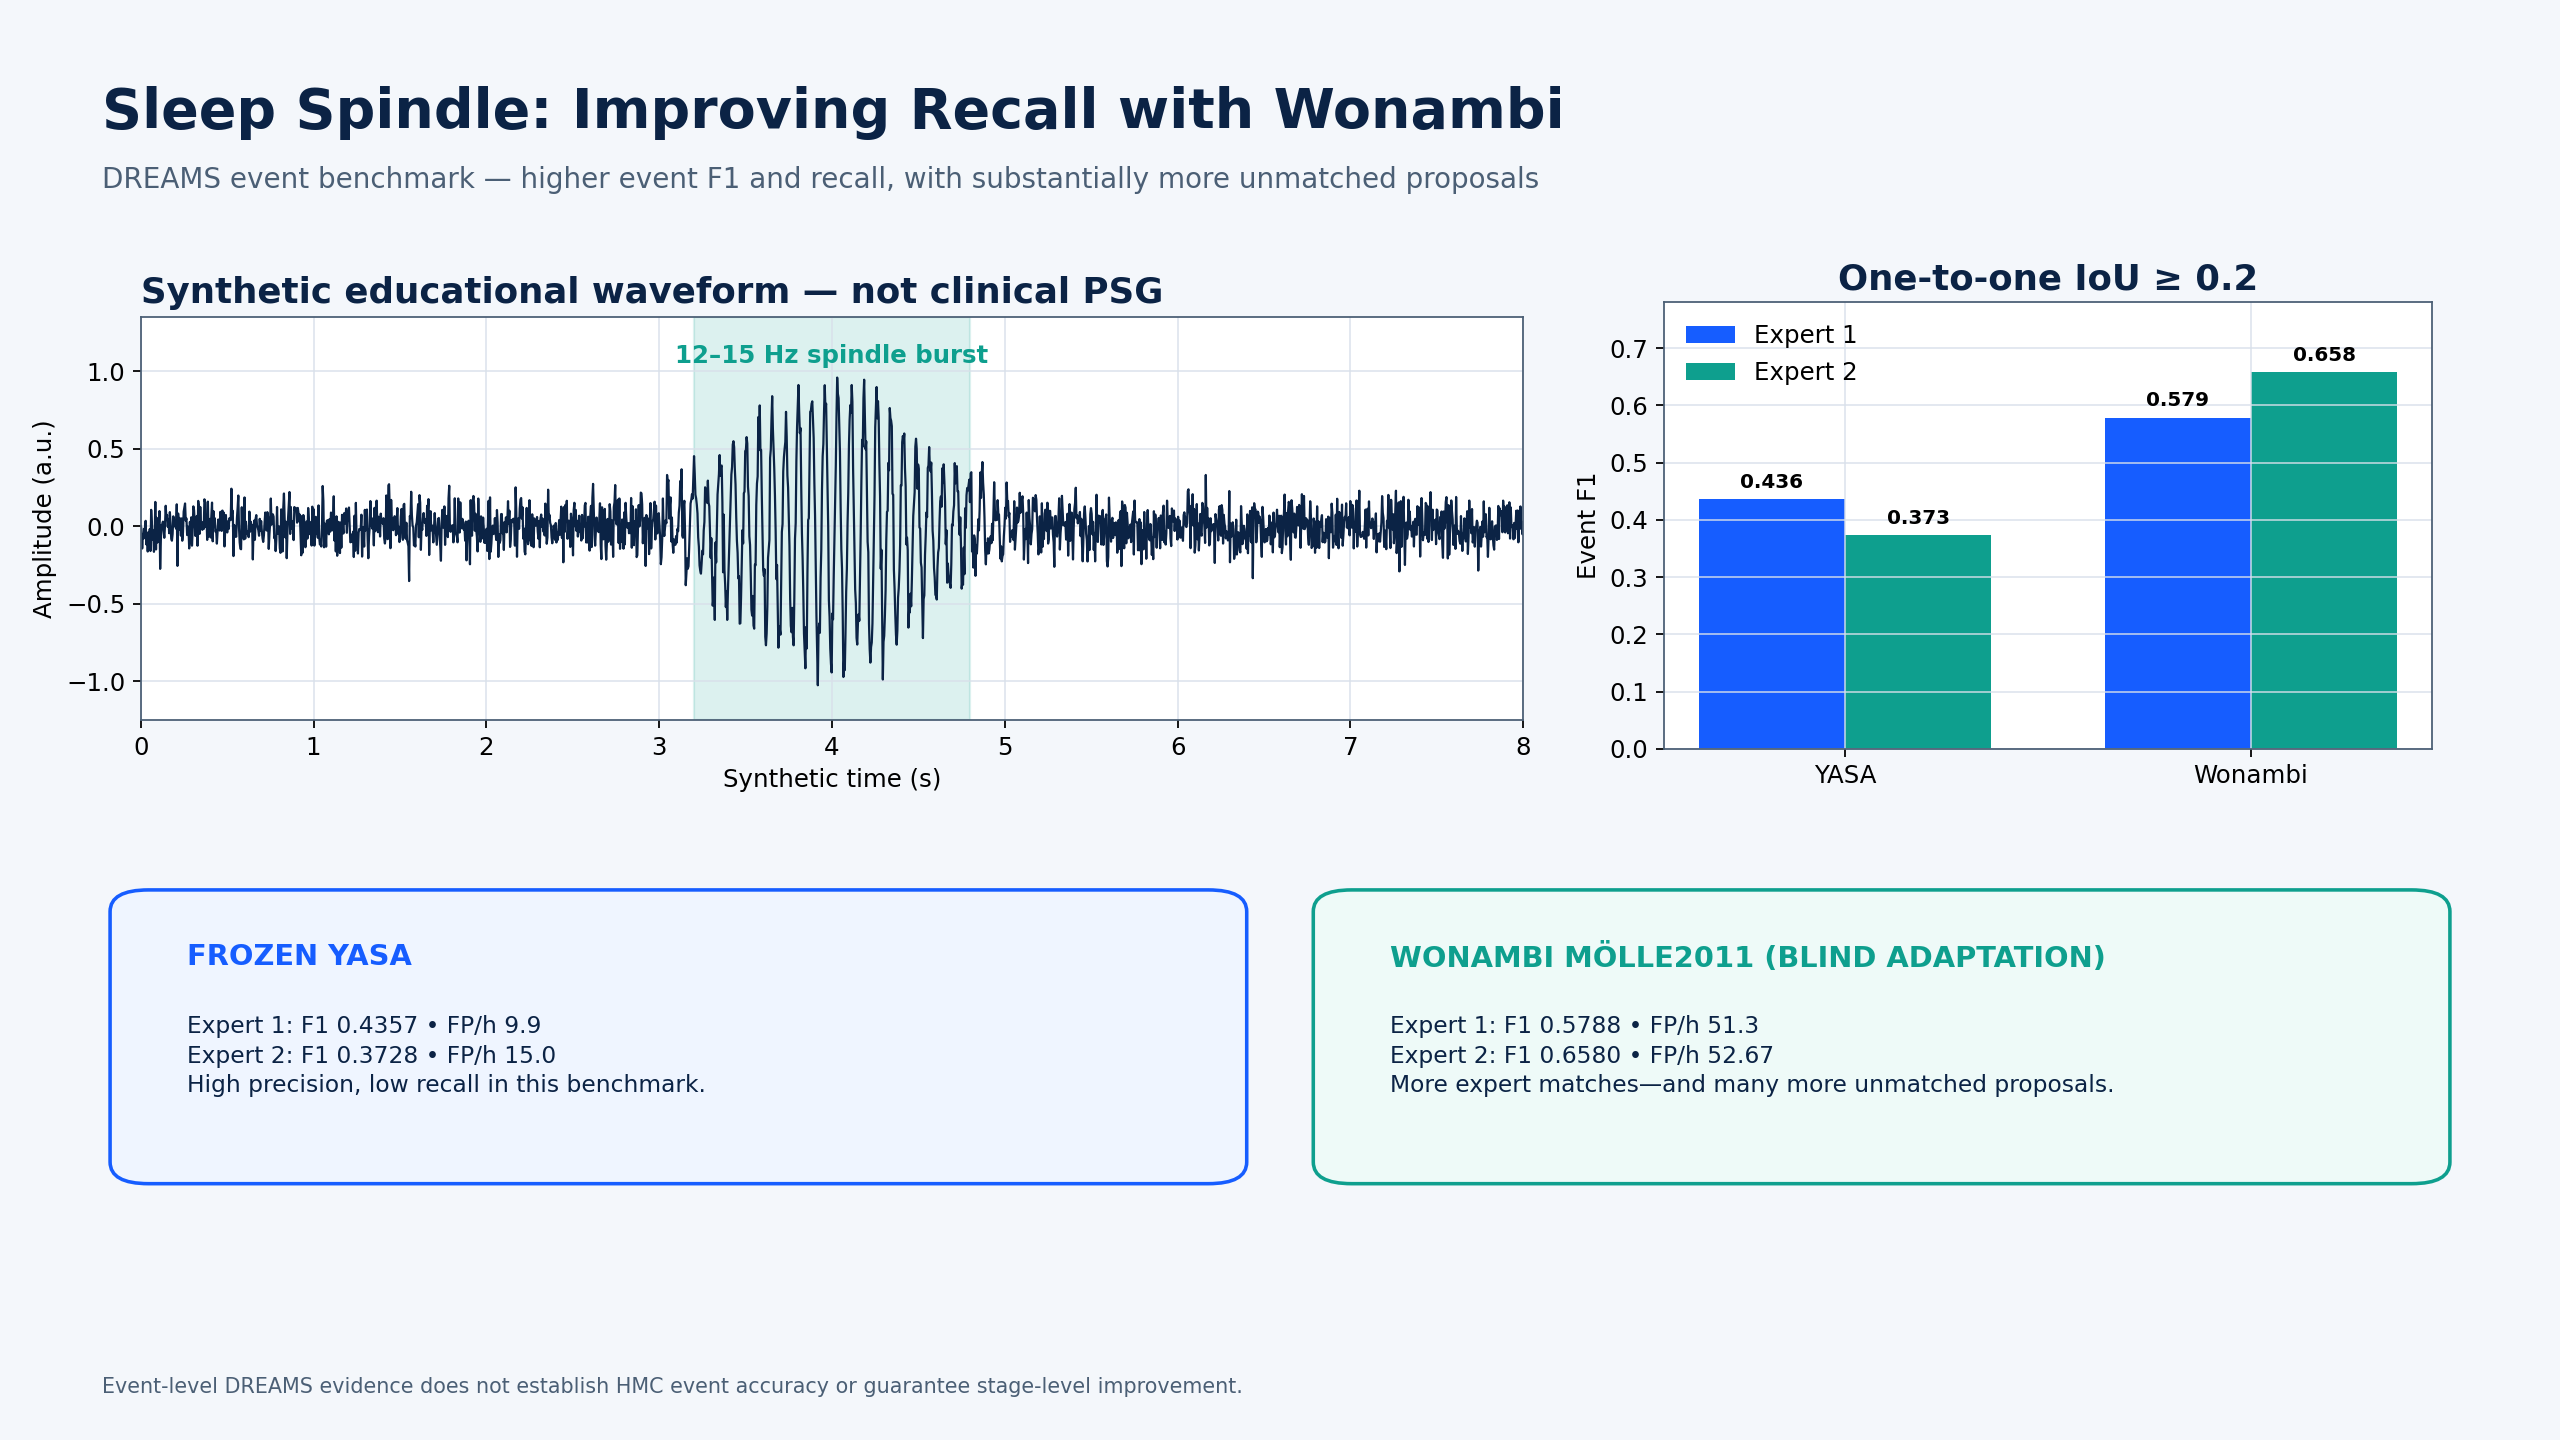 Sleep Spindle: Improving Recall with Wonambi
DREAMS event benchmark — higher event F1 and recall, with substantially more unmatched proposals
Synthetic educational waveform — not clinical PSG
12–15 Hz spindle burst
Amplitude (a.u.)
1.0
0.5
0.0
−0.5
−1.0
0 1 2 3 4 5 6 7 8
Synthetic time (s)
One-to-one IoU ≥ 0.2
Expert 1
Expert 2
Event F1
0.7
0.6
0.5
0.4
0.3
0.2
0.1
0.0
0.436
0.373
0.579
0.658
YASA Wonambi
FROZEN YASA
Expert 1: F1 0.4357 • FP/h 9.9
Expert 2: F1 0.3728 • FP/h 15.0
High precision, low recall in this benchmark.
WONAMBI MÖLLE2011 (BLIND ADAPTATION)
Expert 1: F1 0.5788 • FP/h 51.3
Expert 2: F1 0.6580 • FP/h 52.67
More expert matches—and many more unmatched proposals.
Event-level DREAMS evidence does not establish HMC event accuracy or guarantee stage-level improvement.